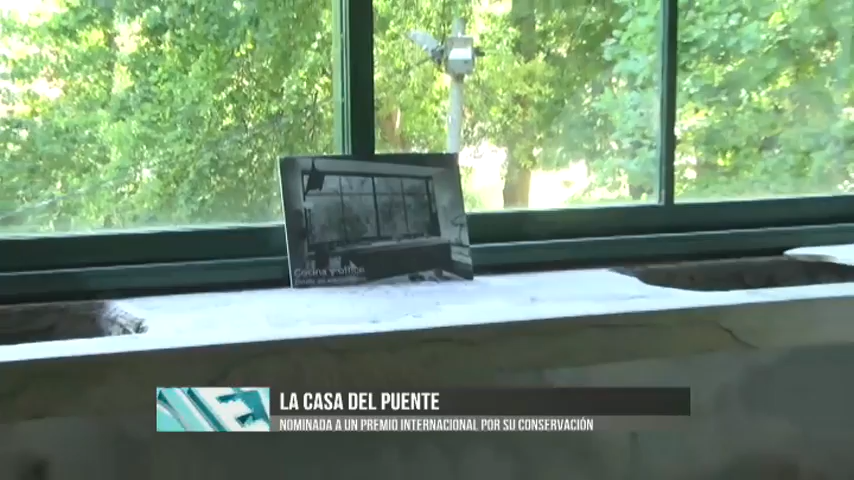 Cocina y office
LA CASA DEL PUENTE
NOMINADA A UN PREMIO INTERNACIONAL POR SU CONSERVACIÓN